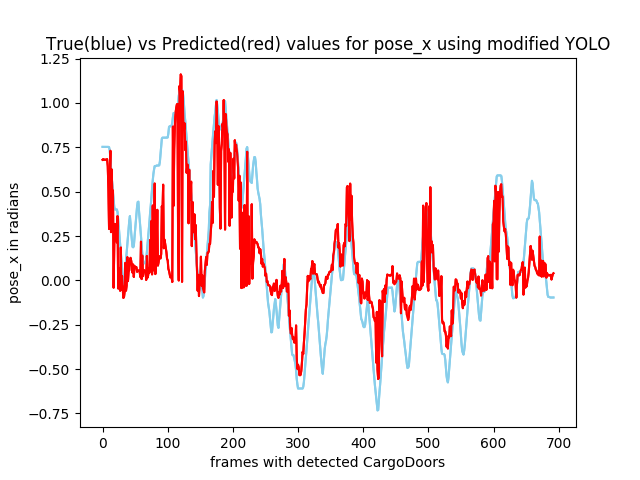 True(blue) vs Predicted(red) values for pose_x using modified YOLO
1.25
1.00
0.75
0.50
0.25
0.00
−0.25
−0.50
−0.75
pose_x in radians
0 100 200 300 400 500 600 700
frames with detected CargoDoors